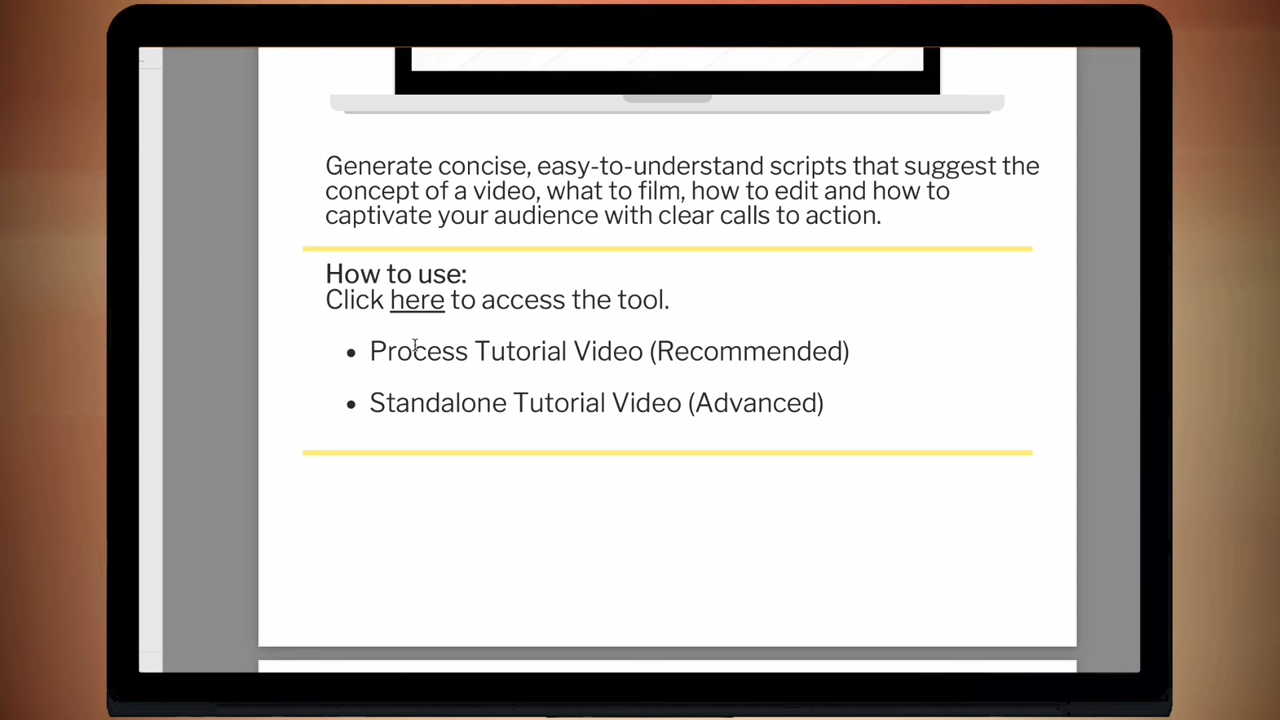 Generate concise, easy-to-understand scripts that suggest the
concept of a video, what to film, how to edit and how to
captivate your audience with clear calls to action.
How to use:
Click here to access the tool.
• Process Tutorial Video (Recommended)
• Standalone Tutorial Video (Advanced)